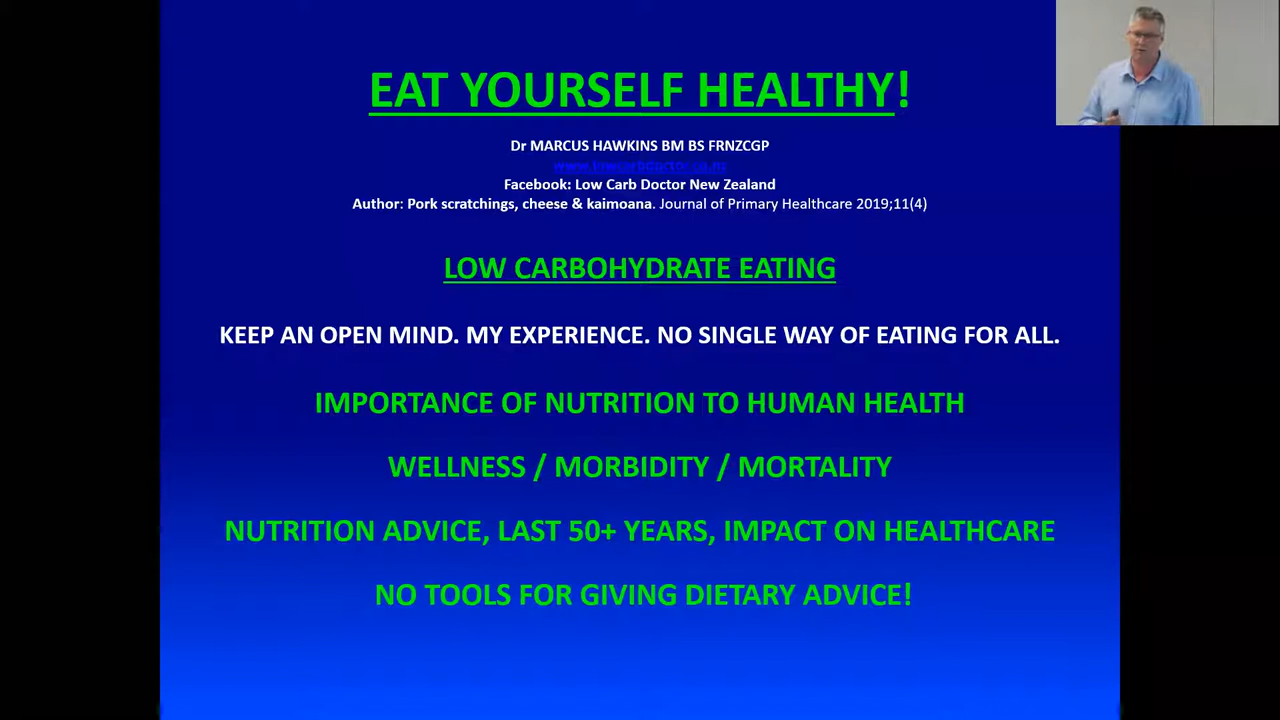 EAT YOURSELF HEALTHY!
Dr MARCUS HAWKINS BM BS FRNZCGP
Facebook: Low Carb Doctor New Zealand
Author: Pork scratchings, cheese & kaimoana. Journal of Primary Healthcare 2019;11(4)
LOW CARBOHYDRATE EATING
KEEP AN OPEN MIND. MY EXPERIENCE. NO SINGLE WAY OF EATING FOR ALL.
IMPORTANCE OF NUTRITION TO HUMAN HEALTH
WELLNESS / MORBIDITY / MORTALITY
NUTRITION ADVICE, LAST 50+ YEARS, IMPACT ON HEALTHCARE
NO TOOLS FOR GIVING DIETARY ADVICE!